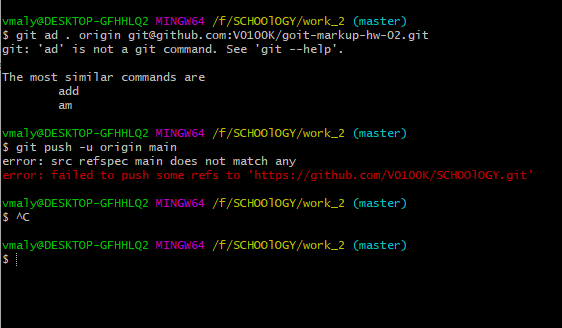 vmaly@DESKTOP-GFHHLQ2 MINGW64 /f/SCHOOlOGY/work_2 (master)
$ git ad . origin git@github.com:V010OK/goit-markup-hw-02.git
git: 'ad' is not a git command. See 'git --help'.
The most similar commands are
add
am
vmaly@DESKTOP-GFHHLQ2 MINGW64 /f/SCHOOlOGY/work_2 (master)
$ git push -u origin main
error: src refspec main does not match any
error: failed to push some refs to 'https://github.com/V010OK/SCHOOlOGY.git'
vmaly@DESKTOP-GFHHLQ2 MINGW64 /f/SCHOOlOGY/work_2 (master)
$ ^C
vmaly@DESKTOP-GFHHLQ2 MINGW64 /f/SCHOOlOGY/work_2 (master)
$